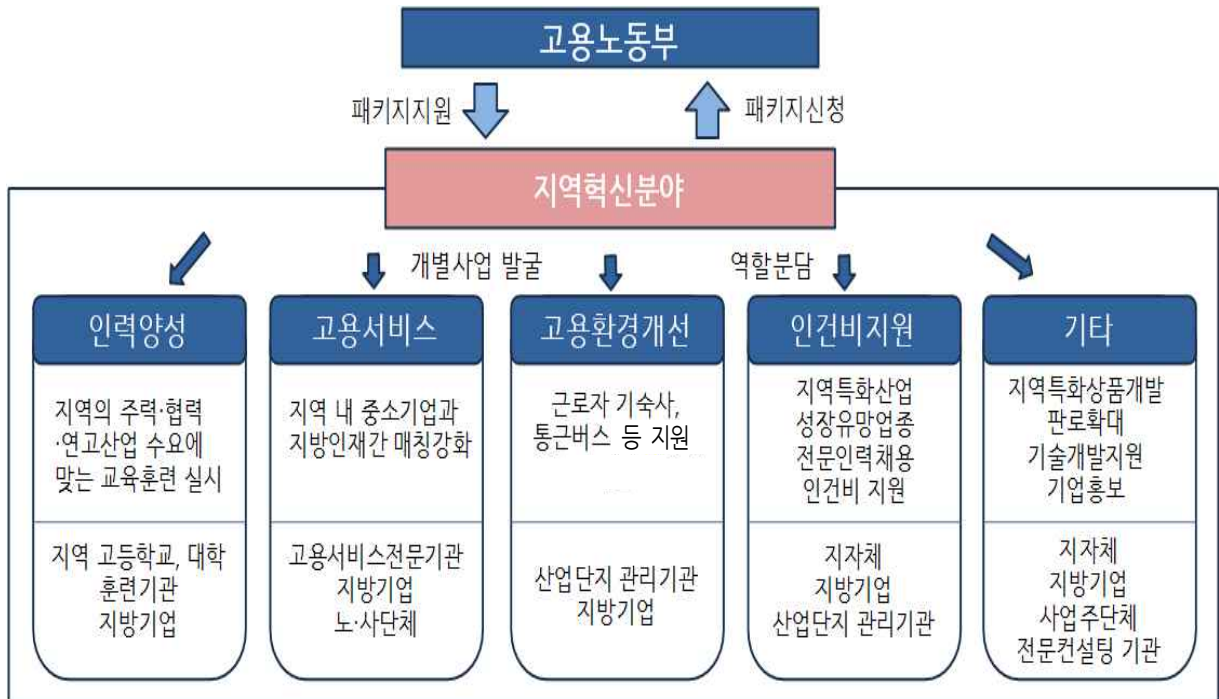 고용노동부
패키지지원
패키지신청
지역혁신분야
개별사업 발굴
역할분담
인력양성
지역의 주력·협력
·연고산업 수요에
맞는 교육훈련 실시
지역 고등학교, 대학
훈련기관
지방기업
고용서비스
지역 내 중소기업과
지방인재간 매칭강화
고용서비스전문기관
지방기업
노·사단체
고용환경개선
근로자 기숙사,
통근버스 등 지원
산업단지 관리기관
지방기업
인건비지원
지역특화산업
성장유망업종
전문인력채용
인건비 지원
지자체
지방기업
산업단지 관리기관
기타
지역특화상품개발
판로확대
기술개발지원
기업홍보
지자체
지방기업
사업주단체
전문컨설팅 기관